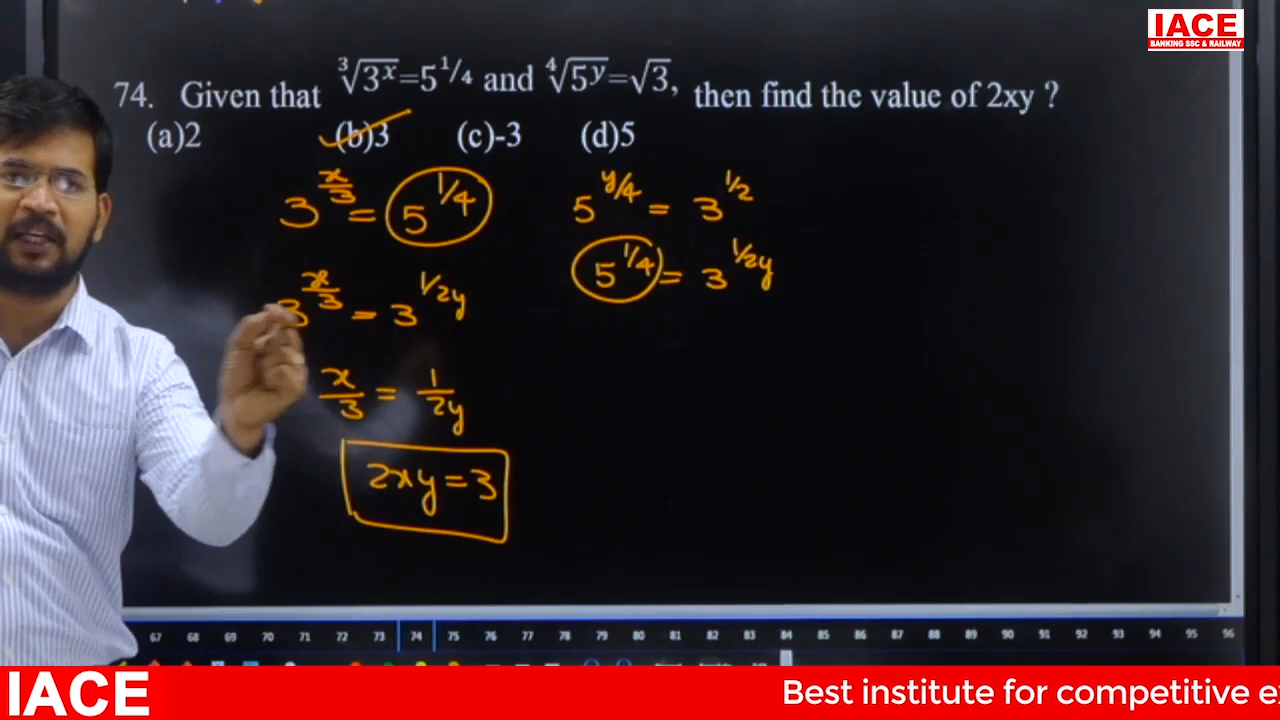 IACE
BANKING SSC & RAILWAY
74. Given that ∛3ˣ=5^1/4 and ∜5ʸ=√3, then find the value of 2xy ?
(a)2 (b)3 (c)-3 (d)5
3^x/3 = 5^1/4
5^y/4 = 3^1/2
5^1/4 = 3^1/2y
3^x/3 = 3^1/2y
x/3 = 1/2y
2xy = 3
67 68 69 70 71 72 73 74 75 76 77 78 79 80 81 82 83 84 85 86 87 88 89 90 91 92 93 94 95 96
IACE
Best institute for competitive e